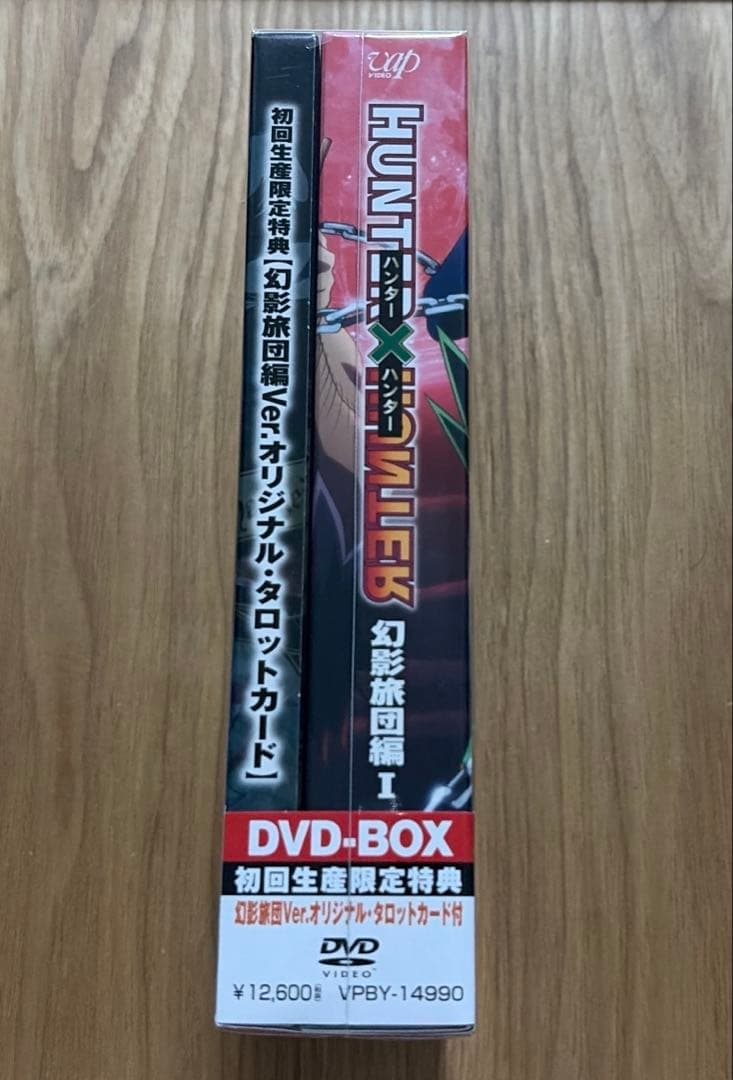 初回生産限定特典【幻影旅団編Ver.オリジナル・タロットカード】
vap
VIDEO
HUNTER×HUNTER
ハンター
ハンター
幻影旅団編 I
DVD-BOX
初回生産限定特典
幻影旅団Ver.オリジナル・タロットカード付
DVD
VIDEO™
¥12,600 VPBY-14990